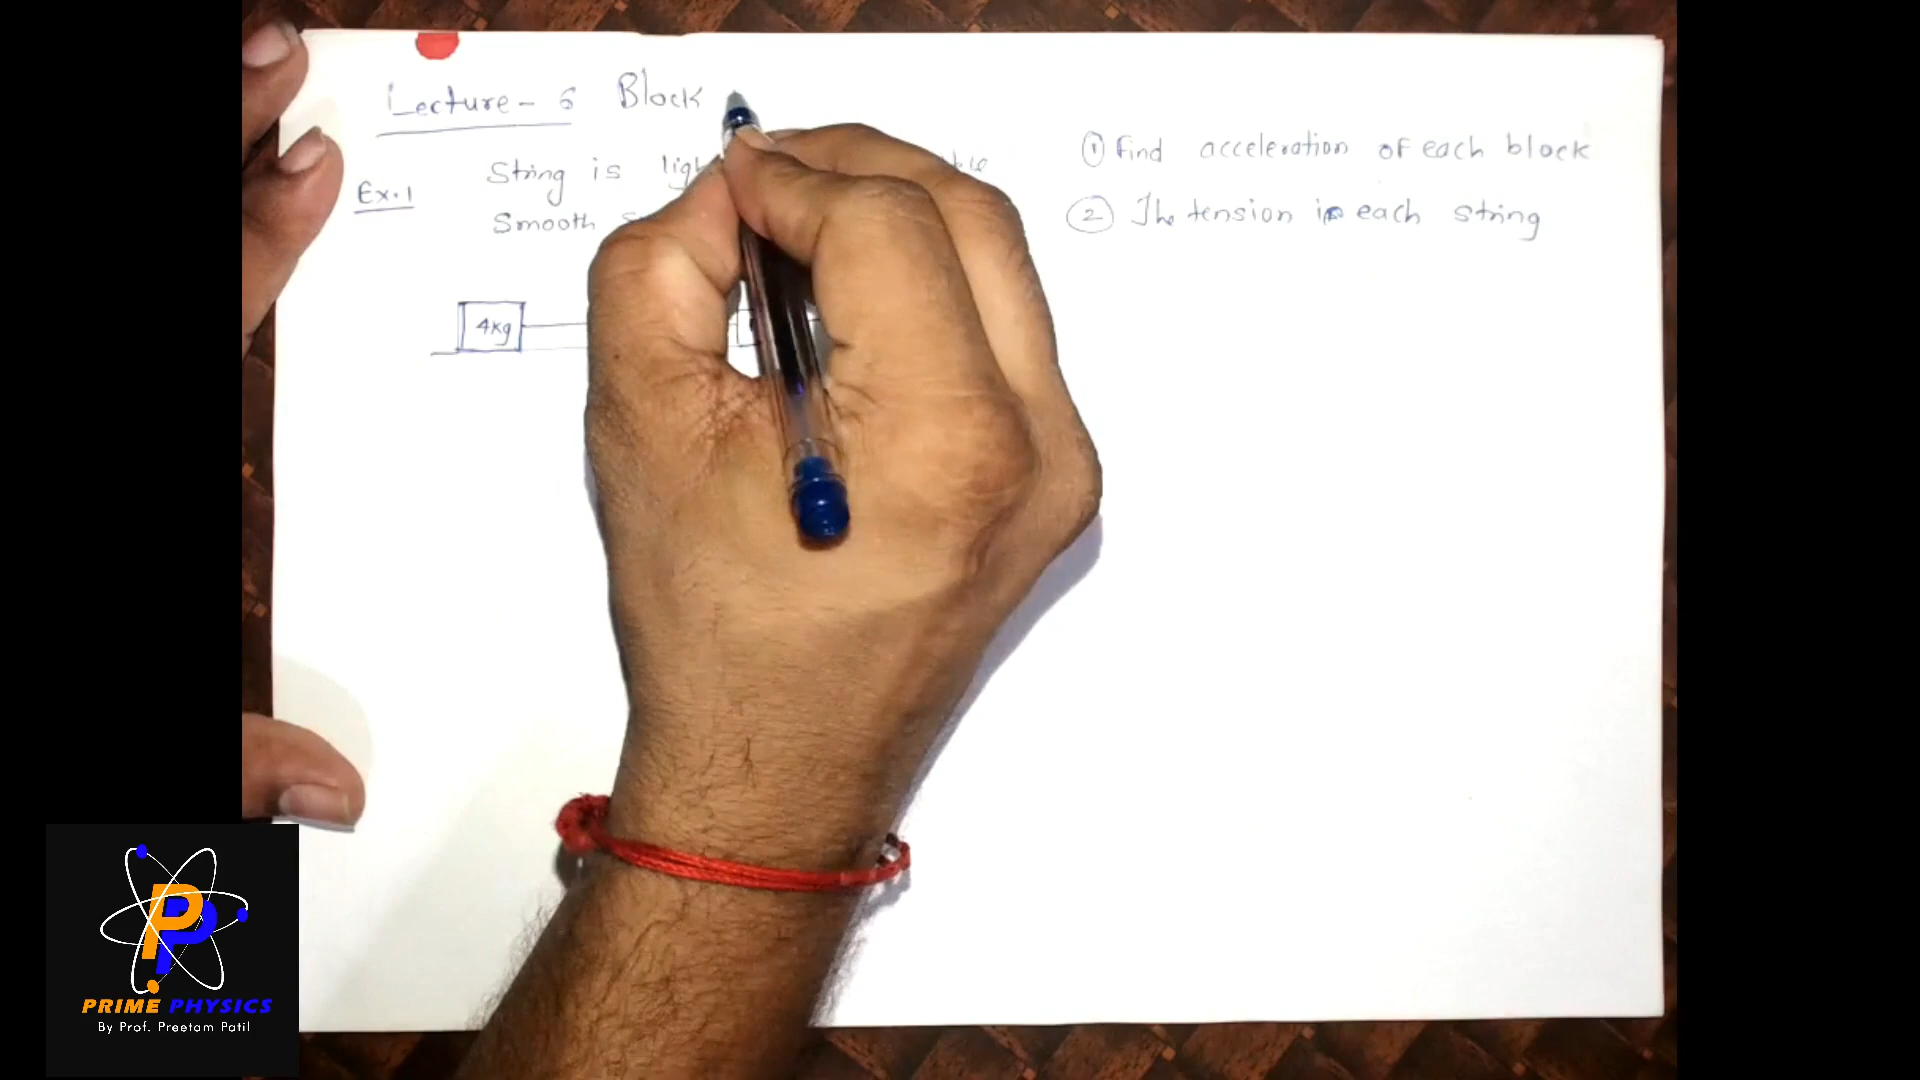 Lecture - 6 Block
Ex.1
String is
Smooth
4kg
① Find acceleration of each block
② The tension in each string
PRIME PHYSICS
By Prof. Preetam Patil